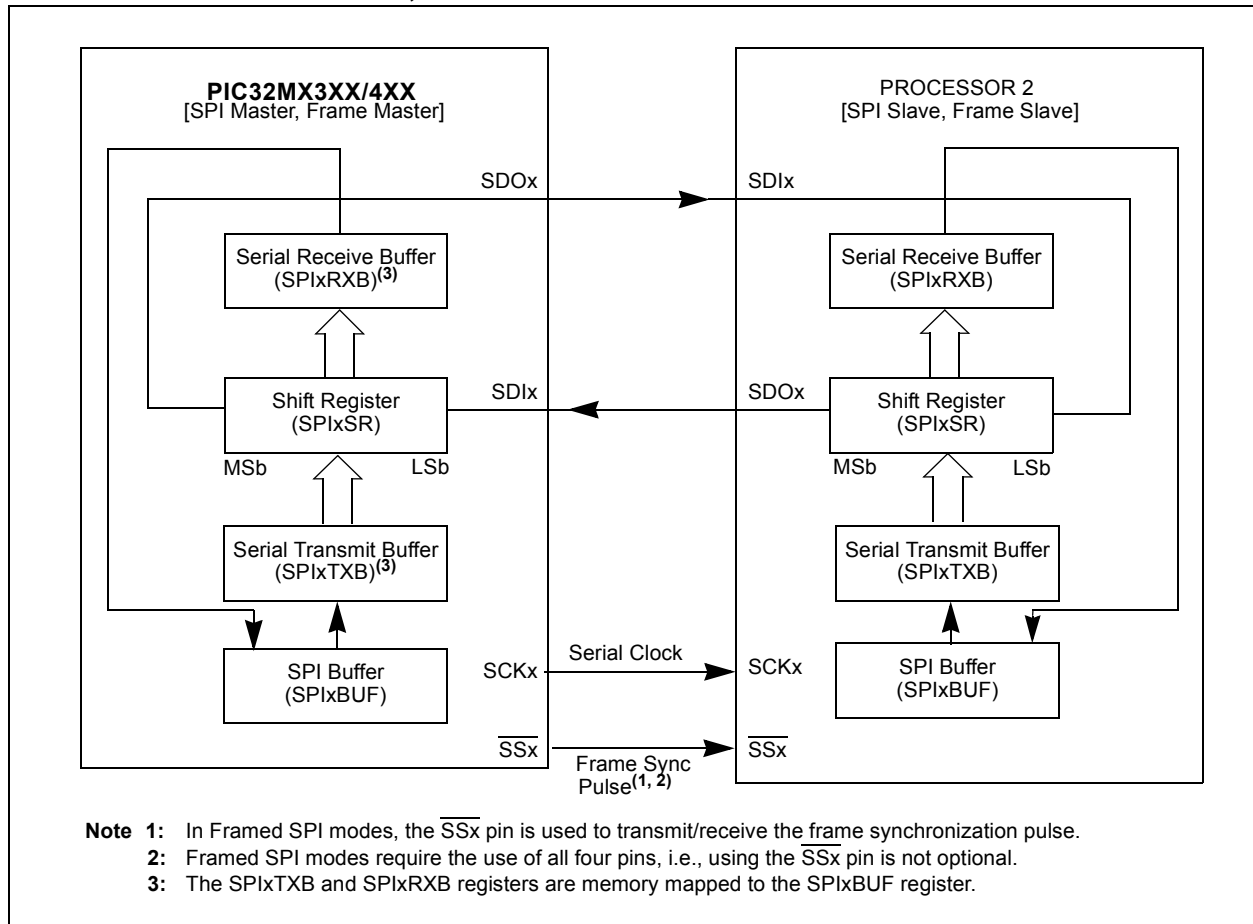 PIC32MX3XX/4XX
[SPI Master, Frame Master]
SDOx
Serial Receive Buffer
(SPIxRXB)(3)
SDIx
Shift Register
(SPIxSR)
MSb
LSb
Serial Transmit Buffer
(SPIxTXB)(3)
SPI Buffer
(SPIxBUF)
SCKx
SSx
Serial Clock
Frame Sync
Pulse(1, 2)
PROCESSOR 2
[SPI Slave, Frame Slave]
SDIx
Serial Receive Buffer
(SPIxRXB)
SDOx
Shift Register
(SPIxSR)
MSb
LSb
Serial Transmit Buffer
(SPIxTXB)
SPI Buffer
(SPIxBUF)
SCKx
SSx
Note 1: In Framed SPI modes, the SSx pin is used to transmit/receive the frame synchronization pulse.
2: Framed SPI modes require the use of all four pins, i.e., using the SSx pin is not optional.
3: The SPIxTXB and SPIxRXB registers are memory mapped to the SPIxBUF register.